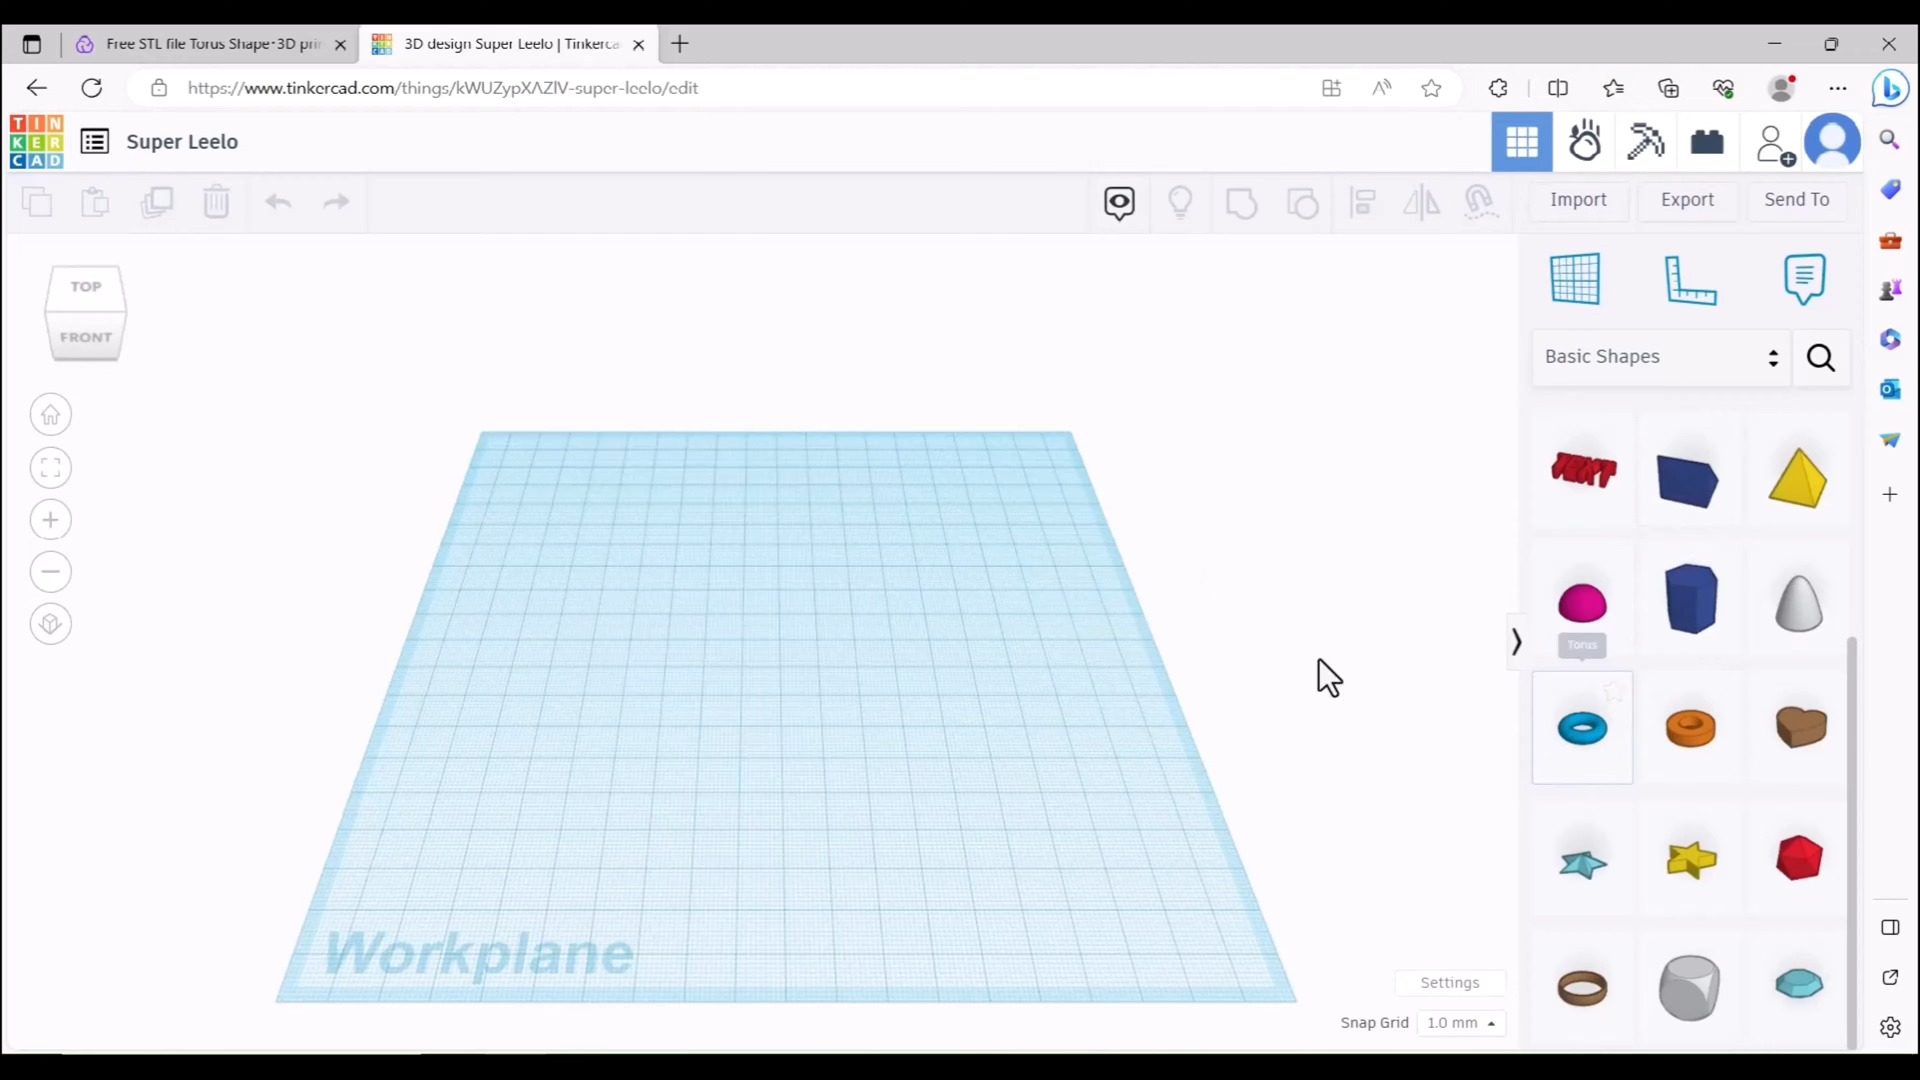 Free STL file Torus Shape・3D prin
3D design Super Leelo | Tinkerca
https://www.tinkercad.com/things/kWUZypXAZlV-super-leelo/edit
TIN
KER
CAD
Super Leelo
Import
Export
Send To
TOP
FRONT
Basic Shapes
TEXT
Torus
Workplane
Settings
Snap Grid
1.0 mm